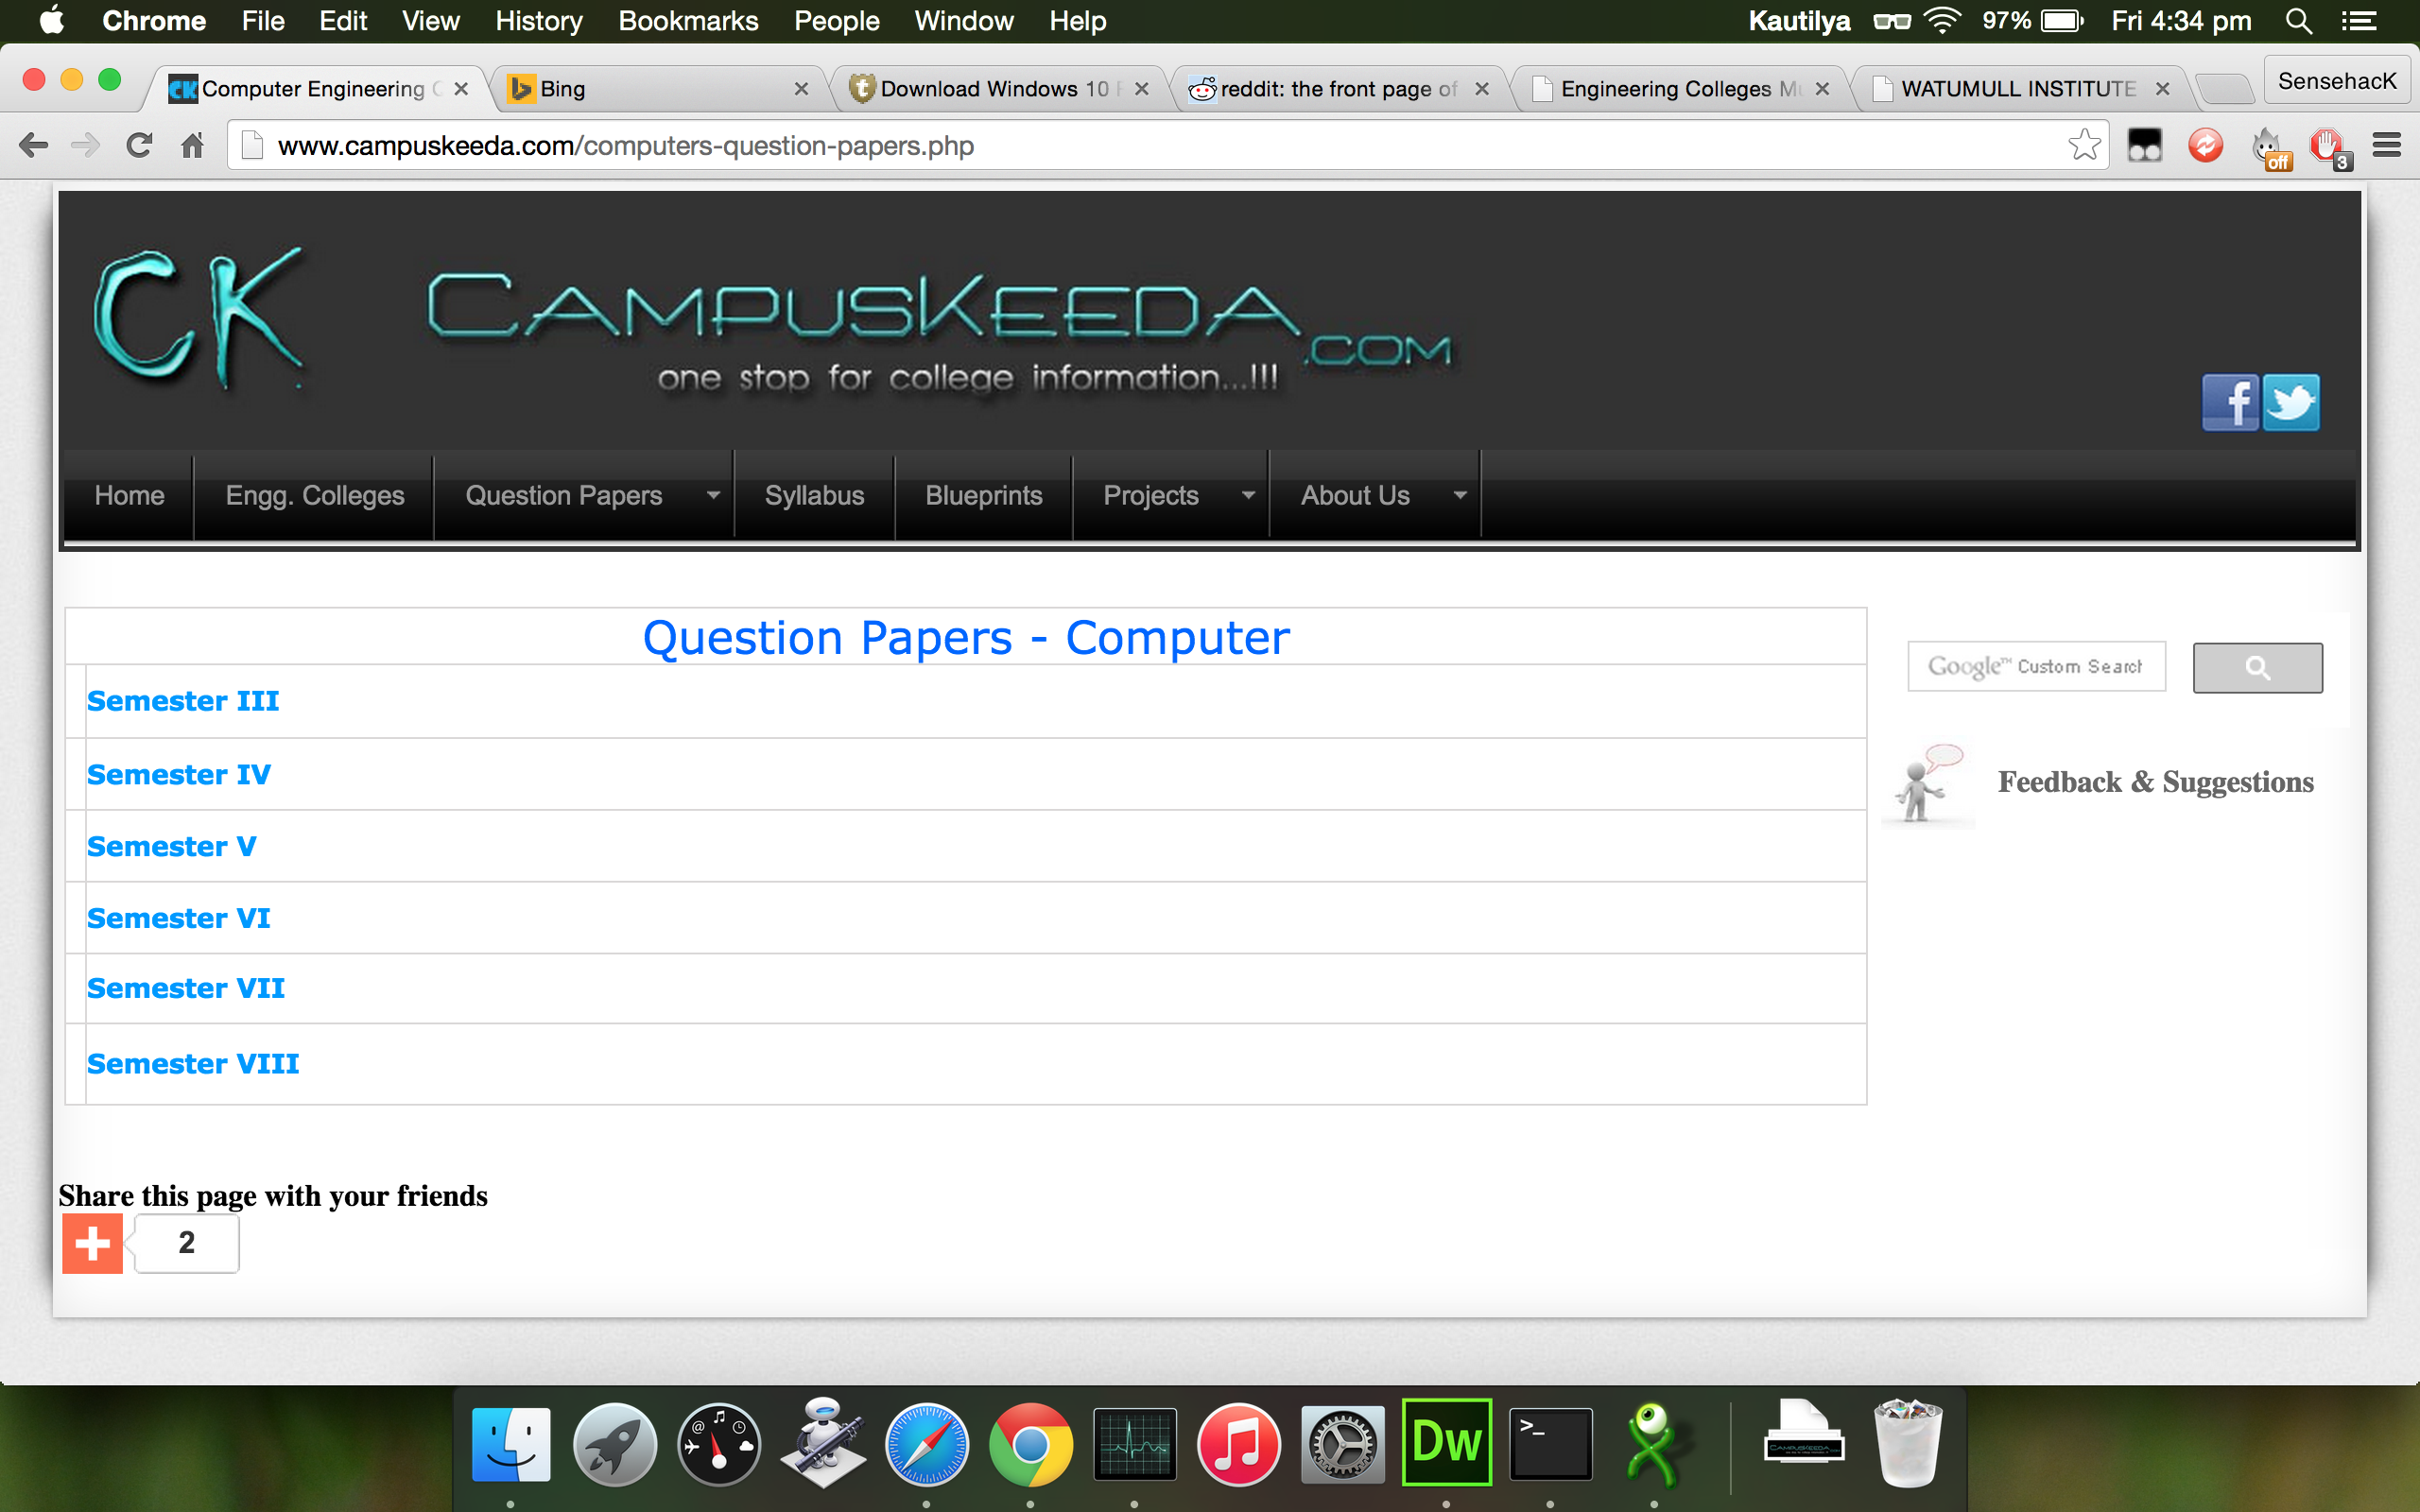 Chrome File Edit View History Bookmarks People Window Help Kautilya 97% Fri 4:34 pm
Computer Engineering Bing Download Windows 10 reddit: the front page of Engineering Colleges WATUMULL INSTITUTE SensehacK
www.campuskeeda.com/computers-question-papers.php off 3
CK CAMPUSKEEDA.COM
one stop for college information...!!!
f
Home Engg. Colleges Question Papers Syllabus Blueprints Projects About Us
Question Papers - Computer
Google™ Custom Search
Semester III
Semester IV
Feedback & Suggestions
Semester V
Semester VI
Semester VII
Semester VIII
Share this page with your friends
2
Dw
>_